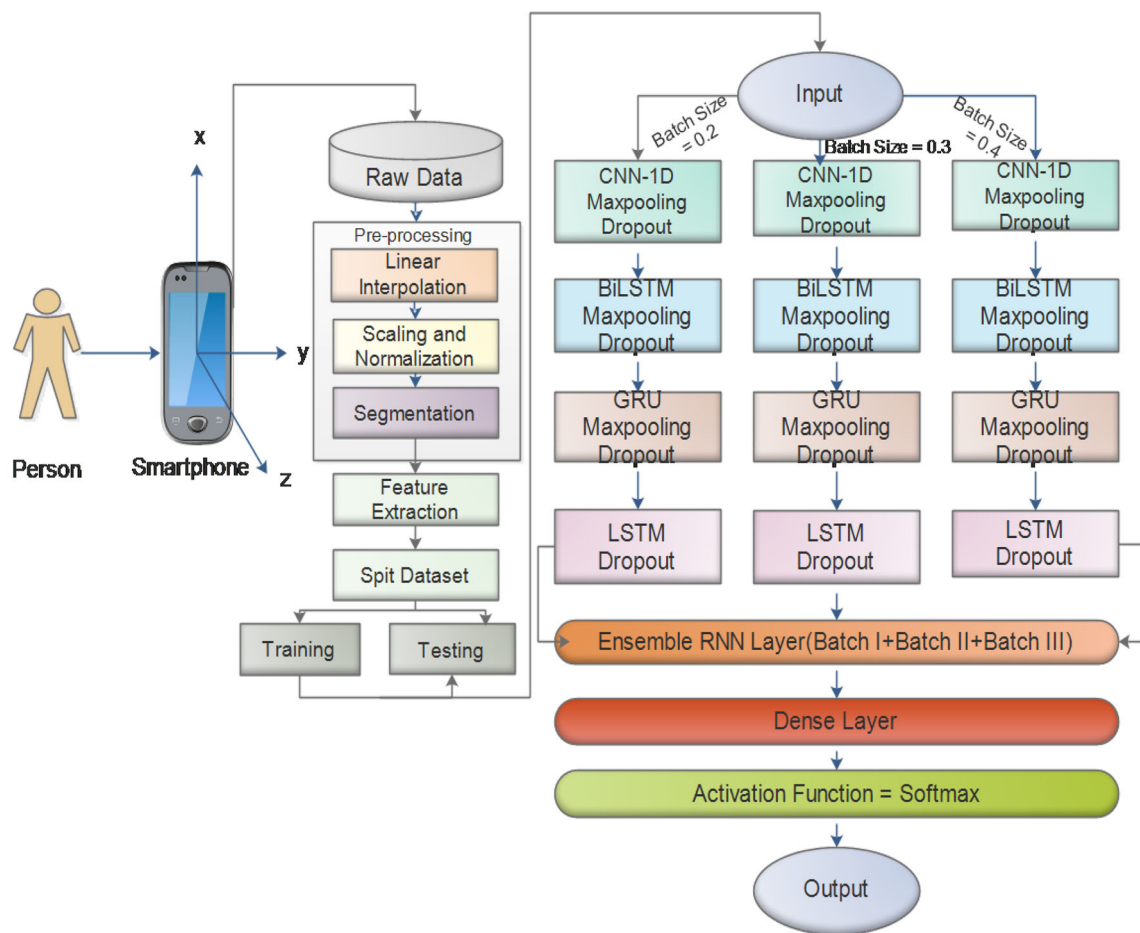 x
y
z
Person
Smartphone
Raw Data
Pre-processing
Linear
Interpolation
Scaling and
Normalization
Segmentation
Feature
Extraction
Spit Dataset
Training
Testing
Input
Batch Size
= 0.2
Batch Size = 0.3
Batch Size
= 0.4
CNN-1D
Maxpooling
Dropout
CNN-1D
Maxpooling
Dropout
CNN-1D
Maxpooling
Dropout
BiLSTM
Maxpooling
Dropout
BiLSTM
Maxpooling
Dropout
BiLSTM
Maxpooling
Dropout
GRU
Maxpooling
Dropout
GRU
Maxpooling
Dropout
GRU
Maxpooling
Dropout
LSTM
Dropout
LSTM
Dropout
LSTM
Dropout
Ensemble RNN Layer(Batch I+Batch II+Batch III)
Dense Layer
Activation Function = Softmax
Output